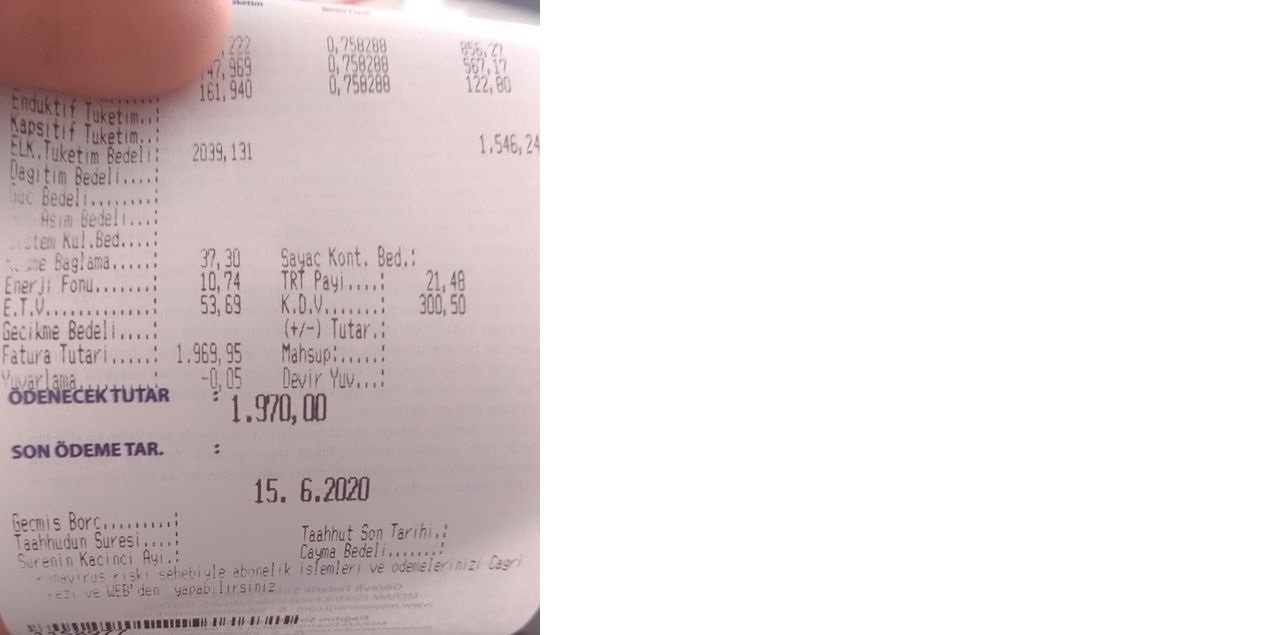 222 0,758288 856,27
47,969 0,758288 567,17
161,940 0,758288 122,80
Enduktif Tuketim..:
Kapsitif Tuketim..:
ELK.Tuketim Bedeli: 2039,131 1.546,24
Dagitim Bedeli....:
Guc Bedeli........:
Asim Bedeli...:
Kul.Bed....:
Baglama.....: 37,30 Sayac Kont. Bed.:
Enerji Fonu.......: 10,74 TRT Payi....: 21,48
E.T.V.............: 53,69 K.D.V.......: 300,50
Gecikme Bedeli....: (+/-) Tutar.:
Fatura Tutari.....: 1.969,95 Mahsup:.....:
Yuvarlama.........: -0,05 Devir Yuv...:
ÖDENECEK TUTAR : 1.970,00
SON ÖDEME TAR. :
15. 6.2020
Gecmis Borc.........:
Taahhudun Suresi....: Taahhut Son Tarihi.:
Surenin Kacinci Ayi.: Cayma Bedeli.......:
riski sebebiyle abonelik islemleri ve odemelerinizi Cagri
ve WEB'den yapabilirsiniz